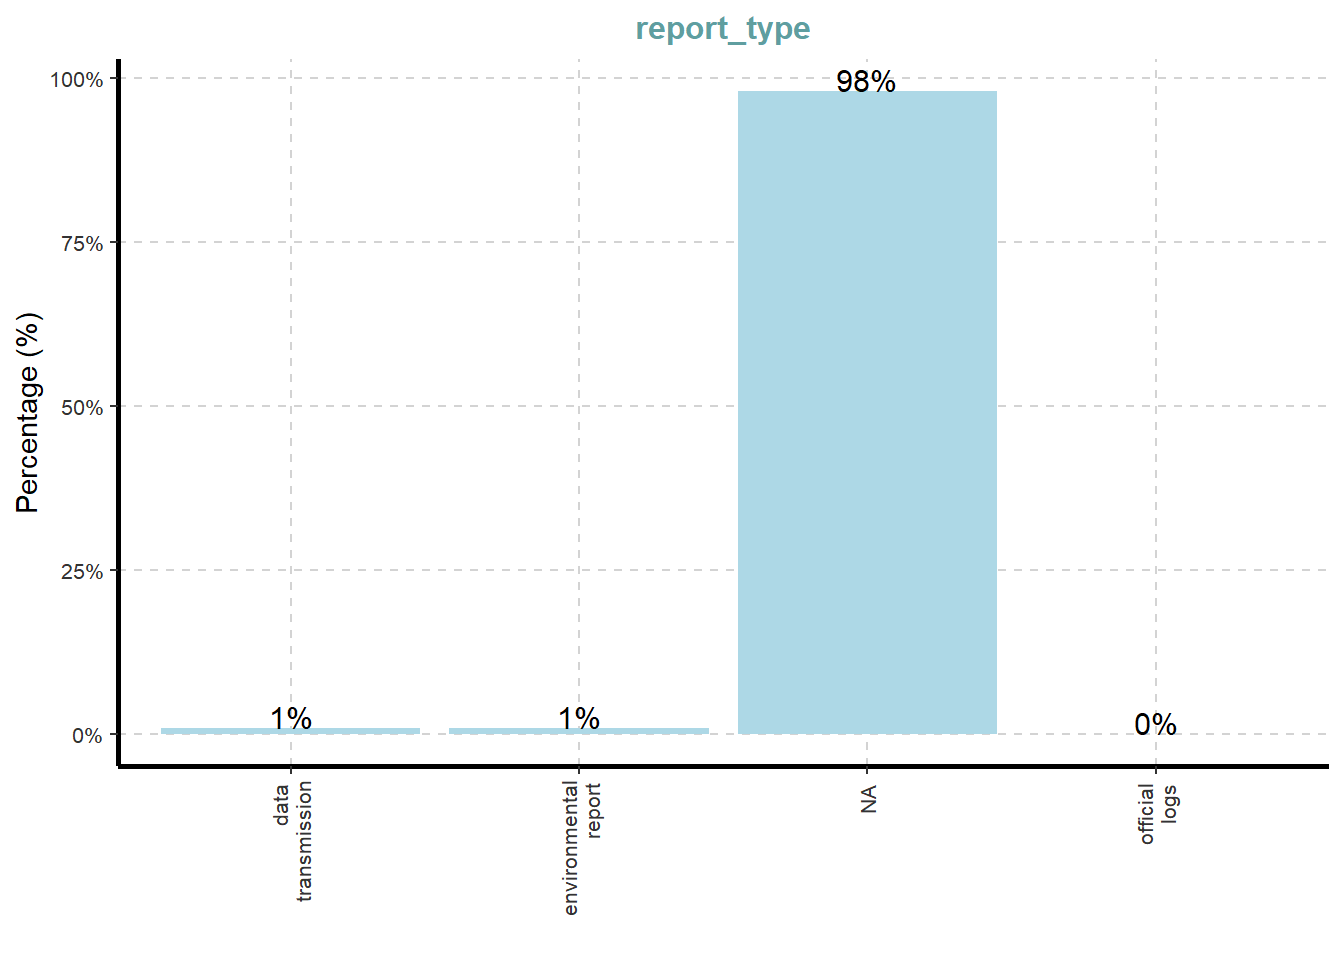 report_type
Percentage (%)
100%
75%
50%
25%
0%
1%
1%
98%
0%
data
transmission
environmental
report
NA
official
logs